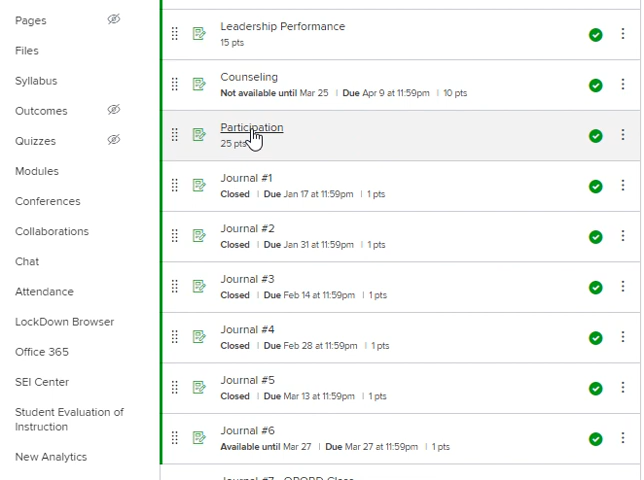 Pages
Files
Syllabus
Outcomes
Quizzes
Modules
Conferences
Collaborations
Chat
Attendance
LockDown Browser
Office 365
SEI Center
Student Evaluation of
Instruction
New Analytics
Leadership Performance
15 pts
Counseling
Not available until Mar 25 | Due Apr 9 at 11:59pm | 10 pts
Participation
25 pts
Journal #1
Closed | Due Jan 17 at 11:59pm | 1 pts
Journal #2
Closed | Due Jan 31 at 11:59pm | 1 pts
Journal #3
Closed | Due Feb 14 at 11:59pm | 1 pts
Journal #4
Closed | Due Feb 28 at 11:59pm | 1 pts
Journal #5
Closed | Due Mar 13 at 11:59pm | 1 pts
Journal #6
Available until Mar 27 | Due Mar 27 at 11:59pm | 1 pts
Journal #7 - OPORD Class